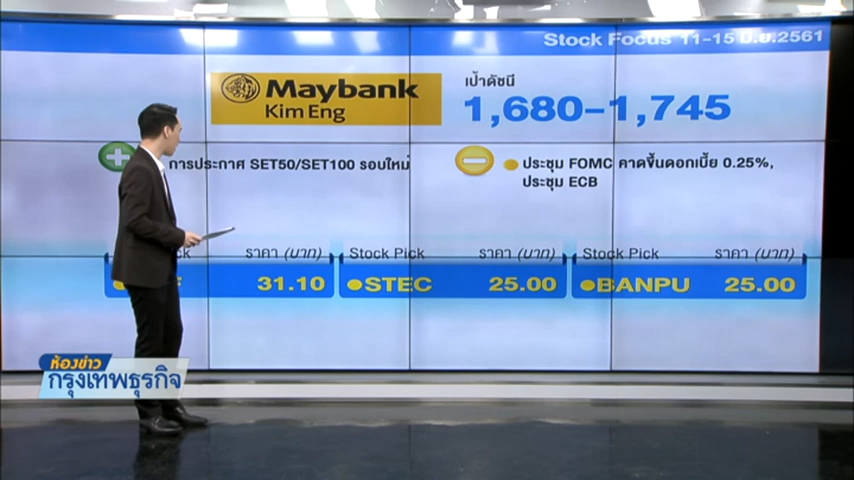 Stock Focus 11-15 มิ.ย.2561
Maybank
Kim Eng
เป้าดัชนี
1,680-1,745
การประกาศ SET50/SET100 รอบใหม่
ประชุม FOMC คาดขึ้นดอกเบี้ย 0.25%,
ประชุม ECB
ราคา (บาท) Stock Pick ราคา (บาท) Stock Pick ราคา (บาท)
31.10 STEC 25.00 BANPU 25.00
ห้องข่าว
กรุงเทพธุรกิจ